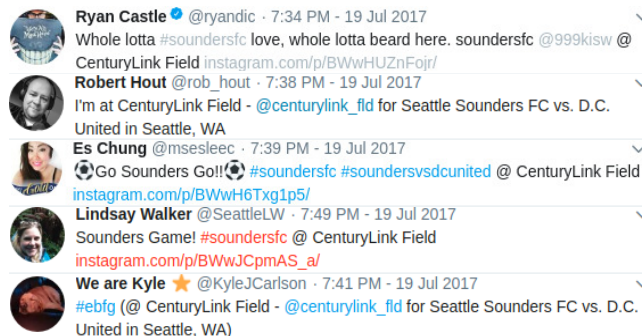 Ryan Castle @ryandic · 7:34 PM - 19 Jul 2017
Whole lotta #soundersfc love, whole lotta beard here. soundersfc @999kisw @
CenturyLink Field instagram.com/p/BWwHUZnFojr/
Robert Hout @rob_hout · 7:38 PM - 19 Jul 2017
I'm at CenturyLink Field - @centurylink_fld for Seattle Sounders FC vs. D.C.
United in Seattle, WA
Es Chung @msesleec · 7:39 PM - 19 Jul 2017
⚽Go Sounders Go!!⚽ #soundersfc #soundersvsdcunited @ CenturyLink Field
instagram.com/p/BWwH6Txg1p5/
Lindsay Walker @SeattleLW · 7:49 PM - 19 Jul 2017
Sounders Game! #soundersfc @ CenturyLink Field
instagram.com/p/BWwJCpmAS_a/
We are Kyle ⭐ @KyleJCarlson · 7:41 PM - 19 Jul 2017
#ebfg (@ CenturyLink Field - @centurylink_fld for Seattle Sounders FC vs. D.C.
United in Seattle, WA)